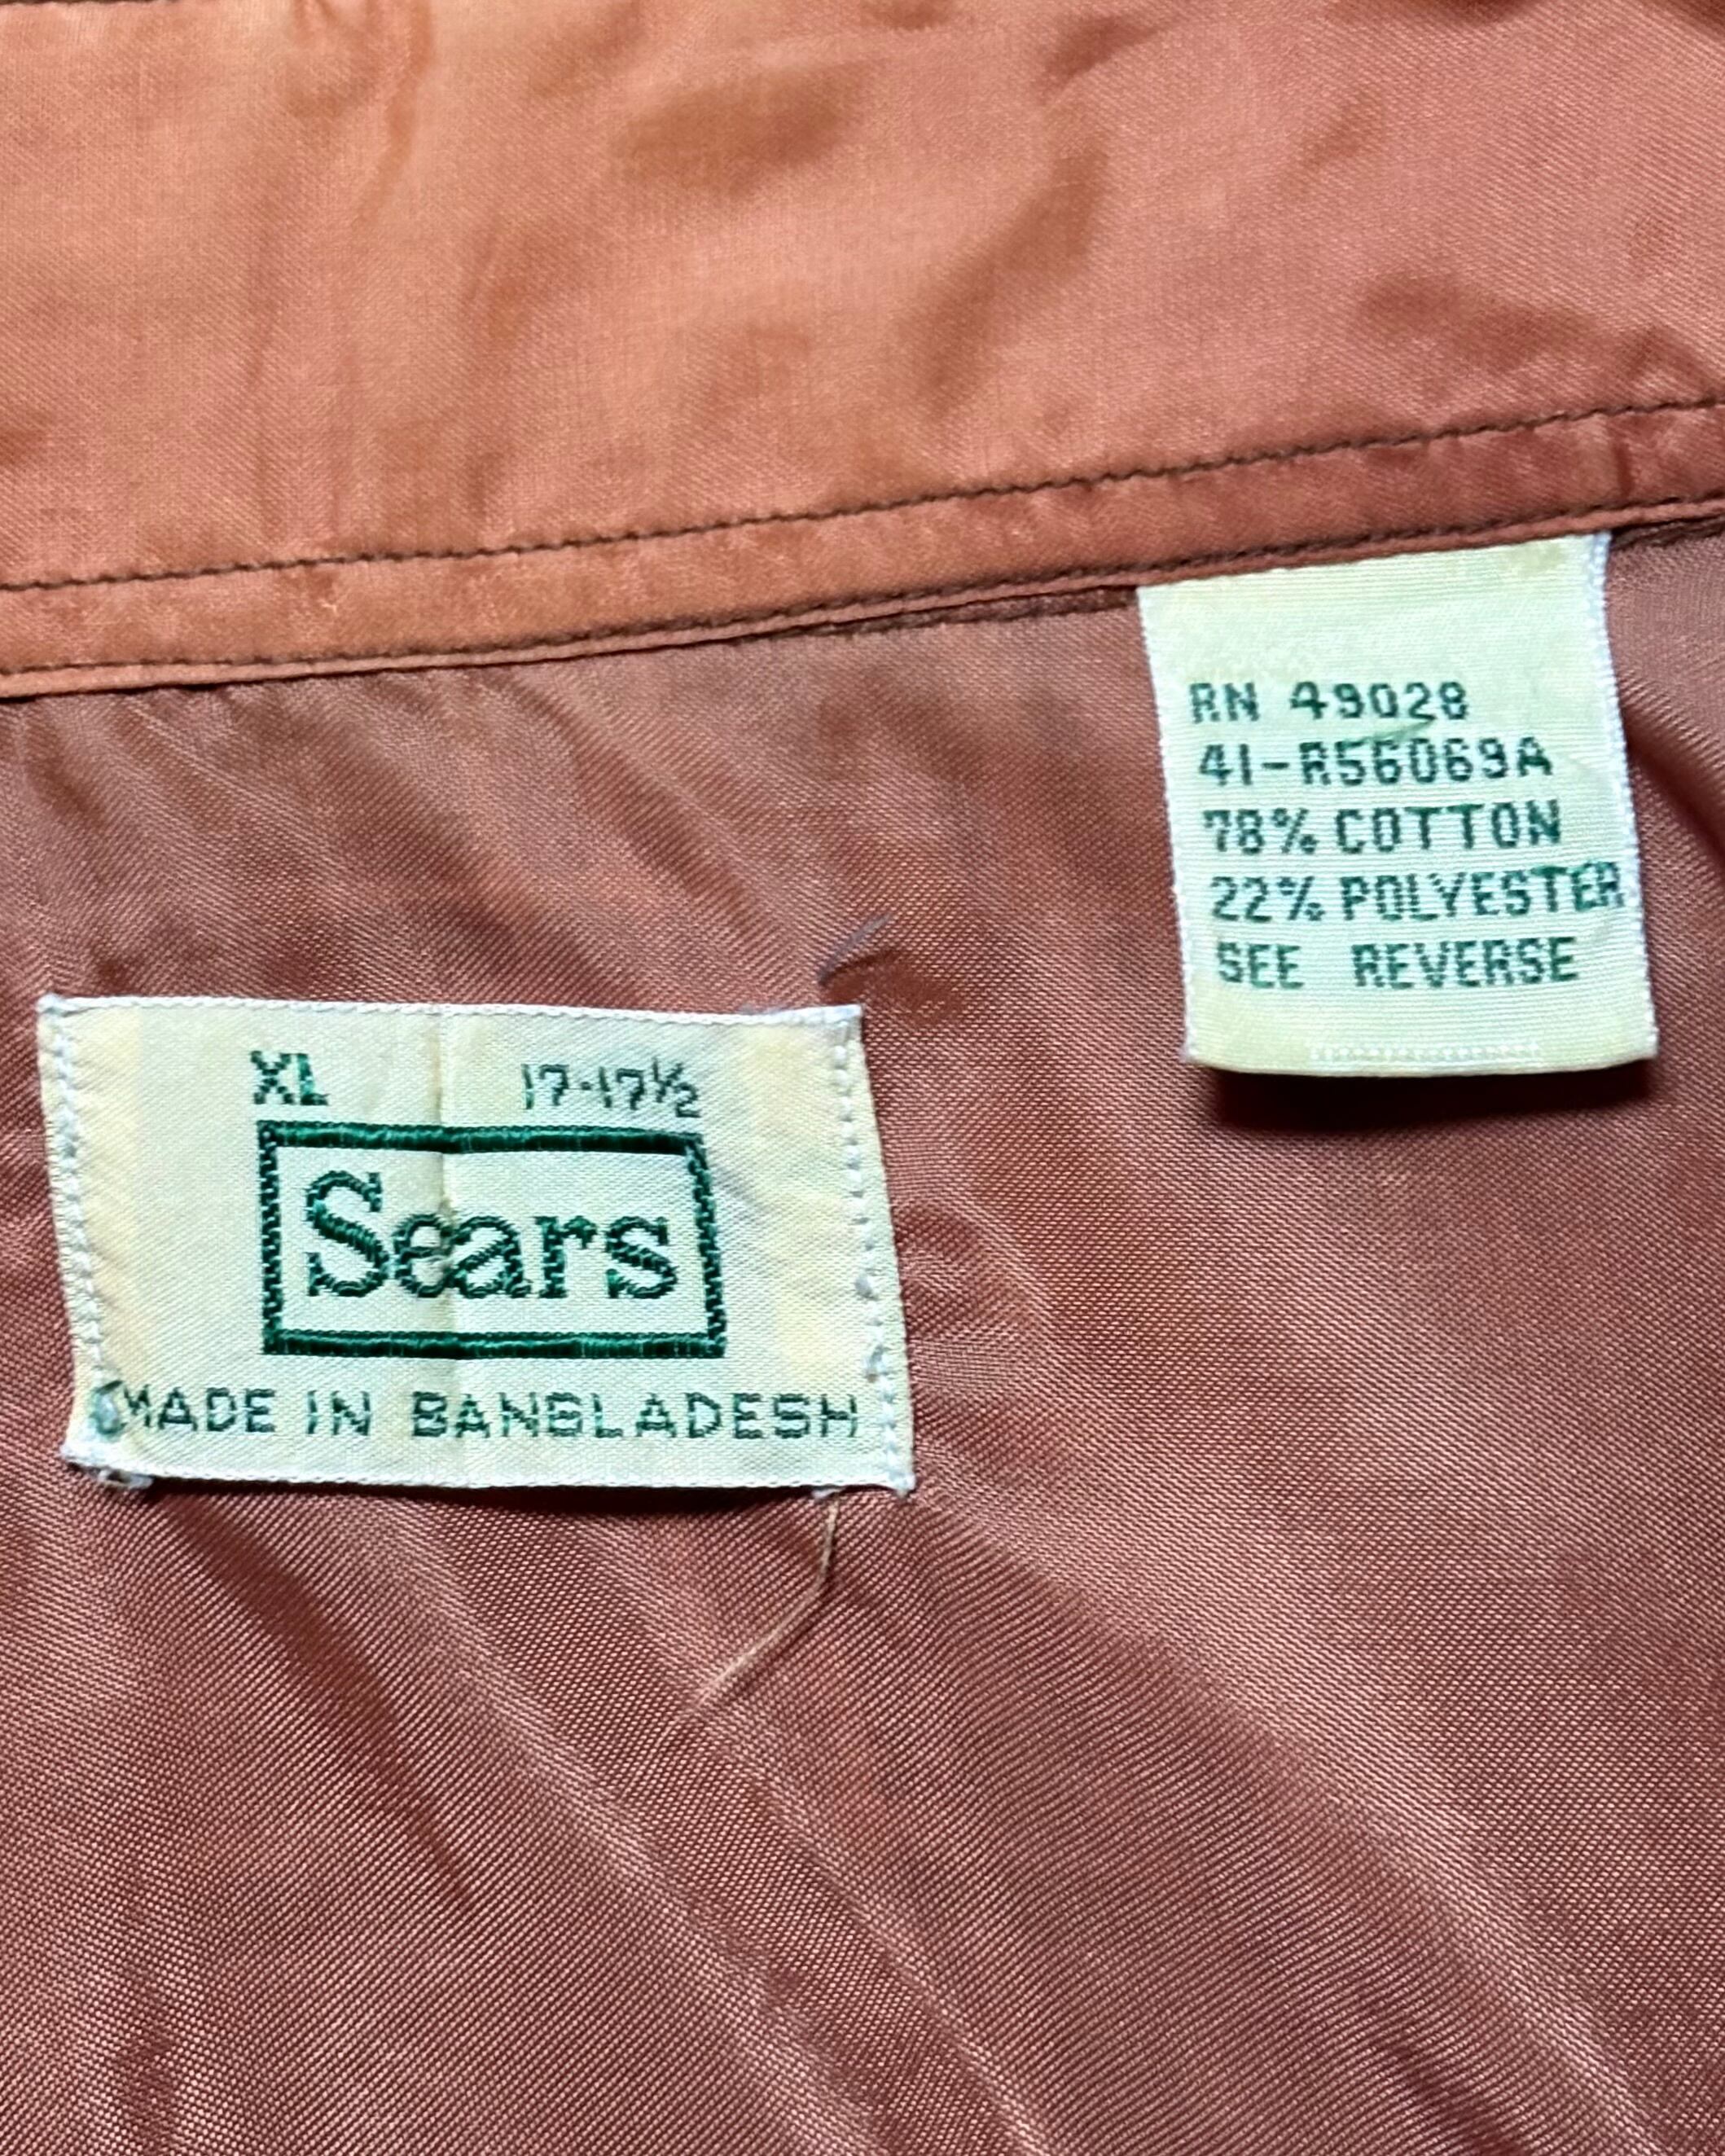 RN 49028
41-R56069A
78% COTTON
22% POLYESTER
SEE REVERSE
XL 17-17½
Sears
MADE IN BANGLADESH